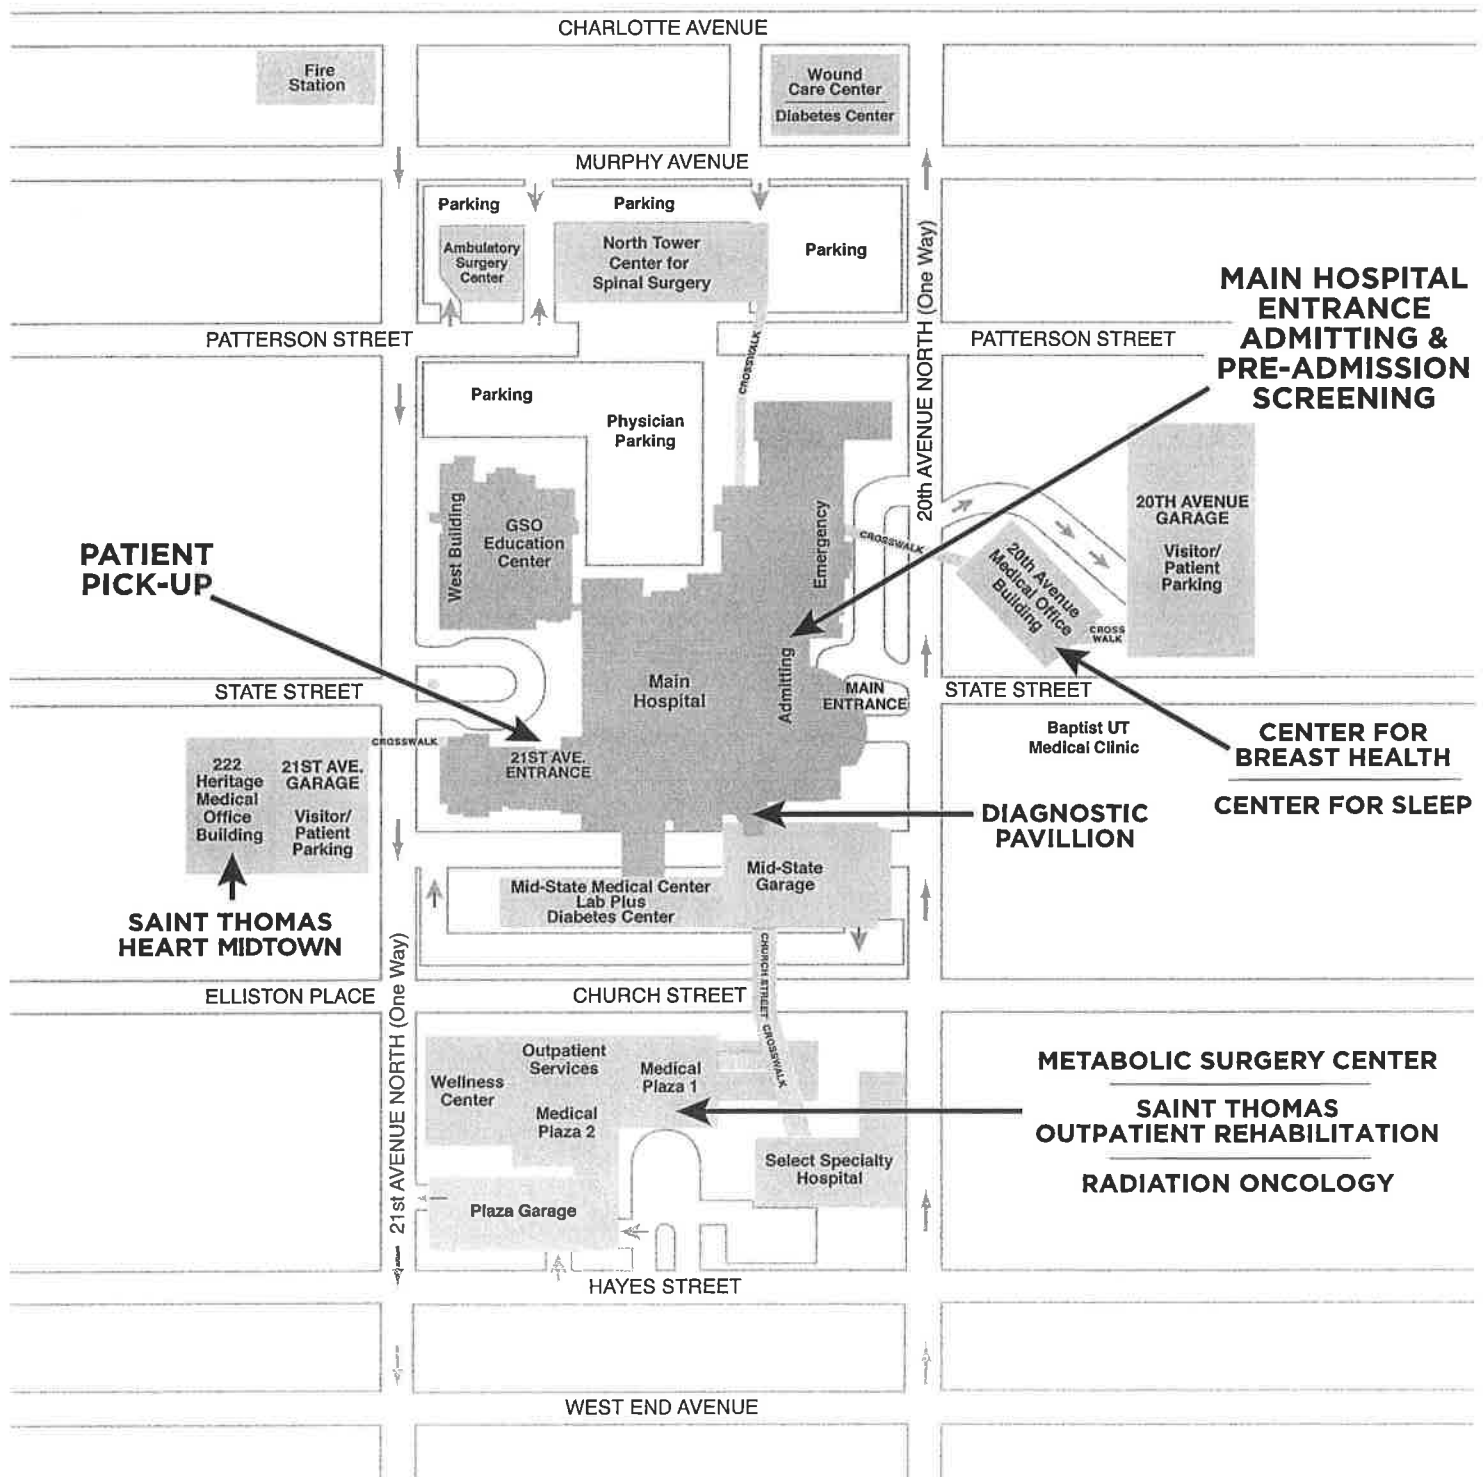 CHARLOTTE AVENUE
Fire
Station
Wound
Care Center
Diabetes Center
MURPHY AVENUE
Parking
Parking
Parking
Ambulatory
Surgery
Center
North Tower
Center for
Spinal Surgery
20th AVENUE NORTH (One Way)
MAIN HOSPITAL
ENTRANCE
ADMITTING &
PRE-ADMISSION
SCREENING
PATTERSON STREET
PATTERSON STREET
CROSSWALK
Parking
Physician
Parking
West Building
GSO
Education
Center
Emergency
CROSSWALK
20th Avenue
Medical Office
Building
CROSS
WALK
20TH AVENUE
GARAGE
Visitor/
Patient
Parking
PATIENT
PICK-UP
STATE STREET
Main
Hospital
Admitting
MAIN
ENTRANCE
STATE STREET
Baptist UT
Medical Clinic
CENTER FOR
BREAST HEALTH
CENTER FOR SLEEP
CROSSWALK
21ST AVE.
ENTRANCE
222
Heritage
Medical
Office
Building
21ST AVE.
GARAGE
Visitor/
Patient
Parking
DIAGNOSTIC
PAVILLION
Mid-State
Garage
Mid-State Medical Center
Lab Plus
Diabetes Center
SAINT THOMAS
HEART MIDTOWN
ELLISTON PLACE
CHURCH STREET
CHURCH STREET CROSSWALK
21st AVENUE NORTH (One Way)
Outpatient
Services
Wellness
Center
Medical
Plaza 1
Medical
Plaza 2
METABOLIC SURGERY CENTER
SAINT THOMAS
OUTPATIENT REHABILITATION
RADIATION ONCOLOGY
Select Specialty
Hospital
Plaza Garage
HAYES STREET
WEST END AVENUE